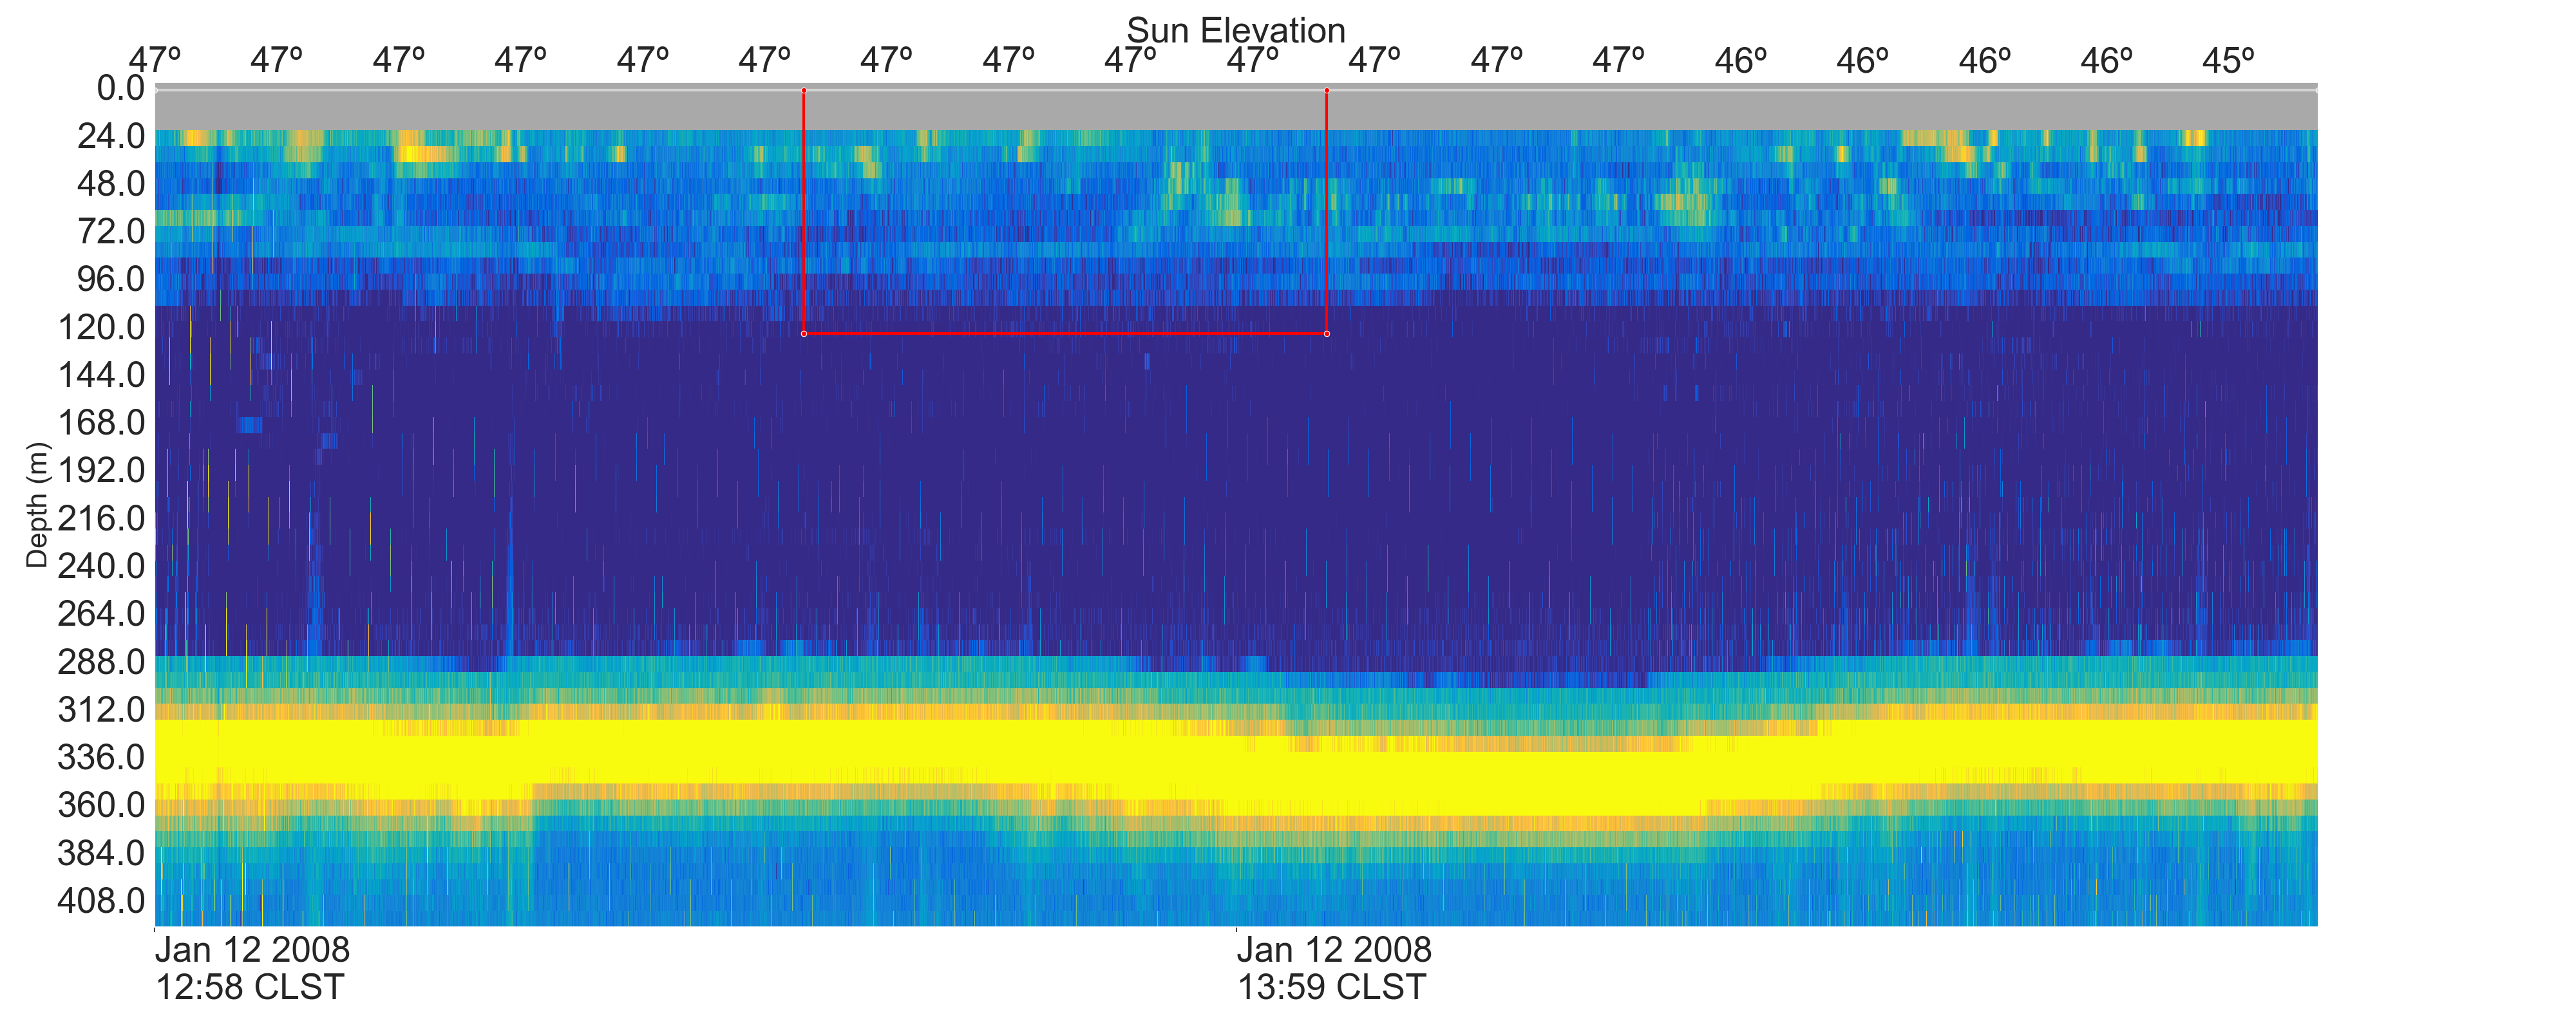 Sun Elevation
47º 47º 47º 47º 47º 47º 47º 47º 47º 47º 47º 47º 47º 46º 46º 46º 46º 45º
0.0
24.0
48.0
72.0
96.0
120.0
144.0
168.0
192.0
216.0
240.0
264.0
288.0
312.0
336.0
360.0
384.0
408.0
Depth (m)
Jan 12 2008
12:58 CLST
Jan 12 2008
13:59 CLST